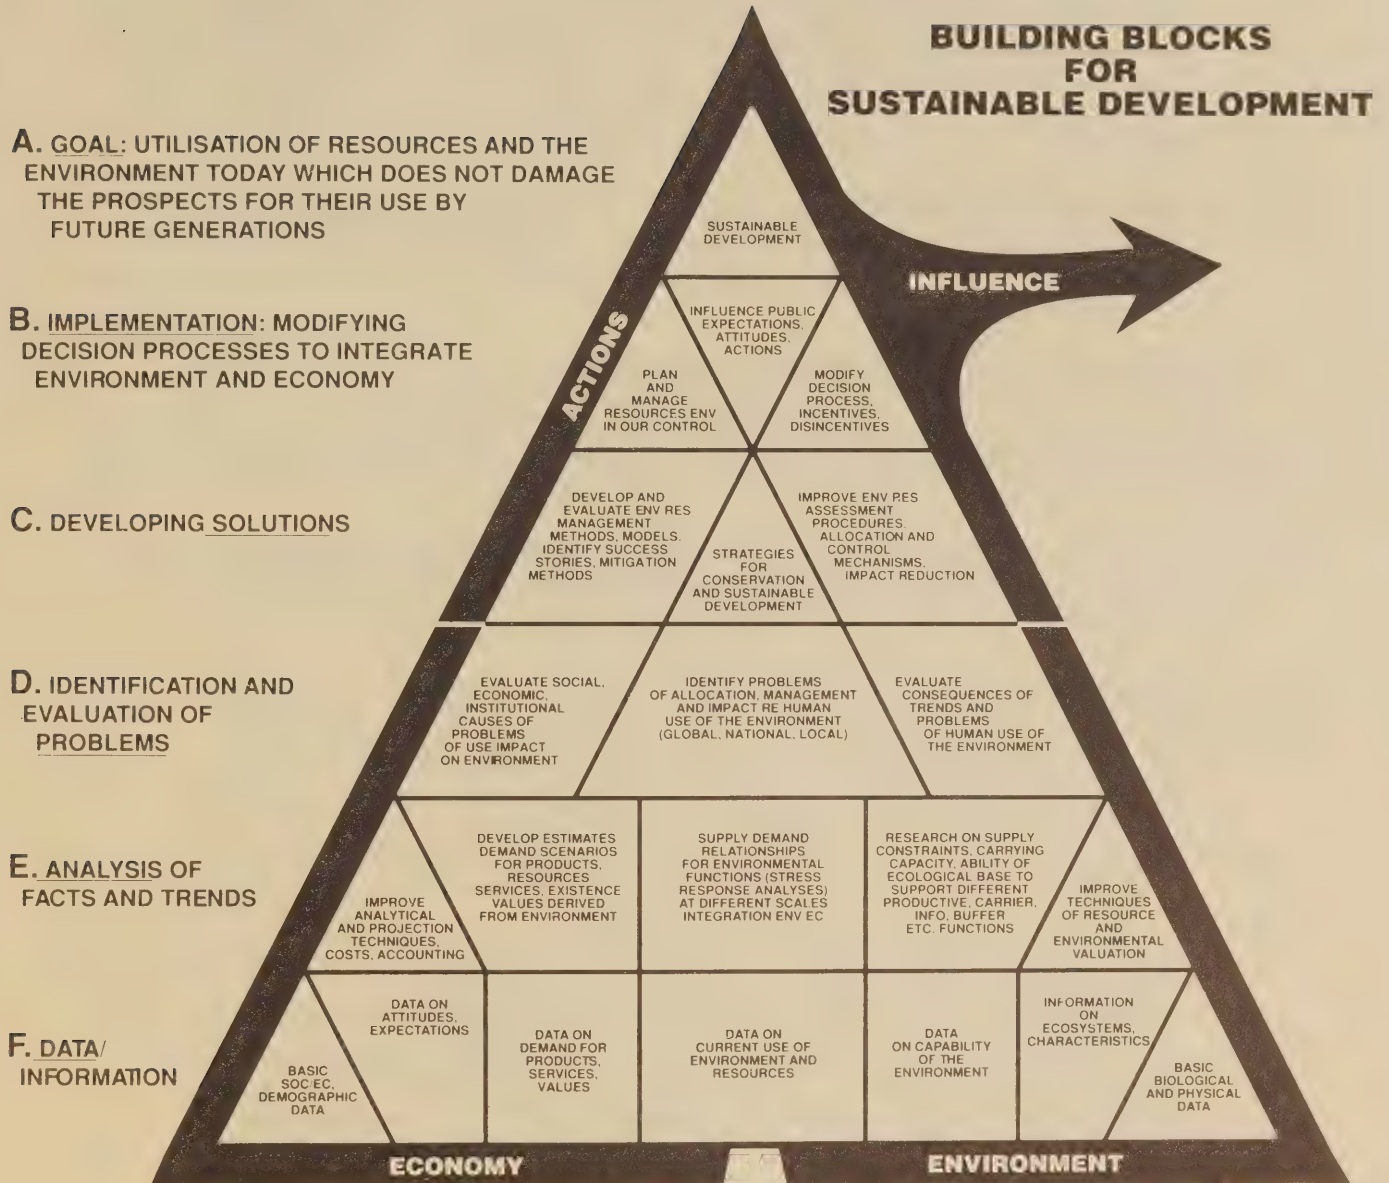 BUILDING BLOCKS
FOR
SUSTAINABLE DEVELOPMENT
A. GOAL: UTILISATION OF RESOURCES AND THE
ENVIRONMENT TODAY WHICH DOES NOT DAMAGE
THE PROSPECTS FOR THEIR USE BY
FUTURE GENERATIONS
SUSTAINABLE
DEVELOPMENT
INFLUENCE
ACTIONS
B. IMPLEMENTATION: MODIFYING
DECISION PROCESSES TO INTEGRATE
ENVIRONMENT AND ECONOMY
INFLUENCE PUBLIC
EXPECTATIONS,
ATTITUDES,
ACTIONS
PLAN
AND
MANAGE
RESOURCES ENV
IN OUR CONTROL
MODIFY
DECISION
PROCESS,
INCENTIVES,
DISINCENTIVES
C. DEVELOPING SOLUTIONS
DEVELOP AND
EVALUATE ENV RES
MANAGEMENT
METHODS, MODELS.
IDENTIFY SUCCESS
STORIES, MITIGATION
METHODS
STRATEGIES
FOR
CONSERVATION
AND SUSTAINABLE
DEVELOPMENT
IMPROVE ENV RES
ASSESSMENT
PROCEDURES.
ALLOCATION AND
CONTROL
MECHANISMS.
IMPACT REDUCTION
D. IDENTIFICATION AND
EVALUATION OF
PROBLEMS
EVALUATE SOCIAL,
ECONOMIC,
INSTITUTIONAL
CAUSES OF
PROBLEMS
OF USE IMPACT
ON ENVIRONMENT
IDENTIFY PROBLEMS
OF ALLOCATION, MANAGEMENT
AND IMPACT RE HUMAN
USE OF THE ENVIRONMENT
(GLOBAL, NATIONAL, LOCAL)
EVALUATE
CONSEQUENCES OF
TRENDS AND
PROBLEMS
OF HUMAN USE OF
THE ENVIRONMENT
E. ANALYSIS OF
FACTS AND TRENDS
IMPROVE
ANALYTICAL
AND PROJECTION
TECHNIQUES,
COSTS, ACCOUNTING
DEVELOP ESTIMATES
DEMAND SCENARIOS
FOR PRODUCTS,
RESOURCES
SERVICES, EXISTENCE
VALUES DERIVED
FROM ENVIRONMENT
SUPPLY DEMAND
RELATIONSHIPS
FOR ENVIRONMENTAL
FUNCTIONS (STRESS
RESPONSE ANALYSES)
AT DIFFERENT SCALES
INTEGRATION ENV EC
RESEARCH ON SUPPLY
CONSTRAINTS, CARRYING
CAPACITY, ABILITY OF
ECOLOGICAL BASE TO
SUPPORT DIFFERENT
PRODUCTIVE, CARRIER,
INFO, BUFFER
ETC. FUNCTIONS
IMPROVE
TECHNIQUES
OF RESOURCE
AND
ENVIRONMENTAL
VALUATION
F. DATA/
INFORMATION
BASIC
SOC/EC,
DEMOGRAPHIC
DATA
DATA ON
ATTITUDES,
EXPECTATIONS
DATA ON
DEMAND FOR
PRODUCTS,
SERVICES,
VALUES
DATA ON
CURRENT USE OF
ENVIRONMENT AND
RESOURCES
DATA
ON CAPABILITY
OF THE
ENVIRONMENT
INFORMATION
ON
ECOSYSTEMS,
CHARACTERISTICS
BASIC
BIOLOGICAL
AND PHYSICAL
DATA
ECONOMY
ENVIRONMENT